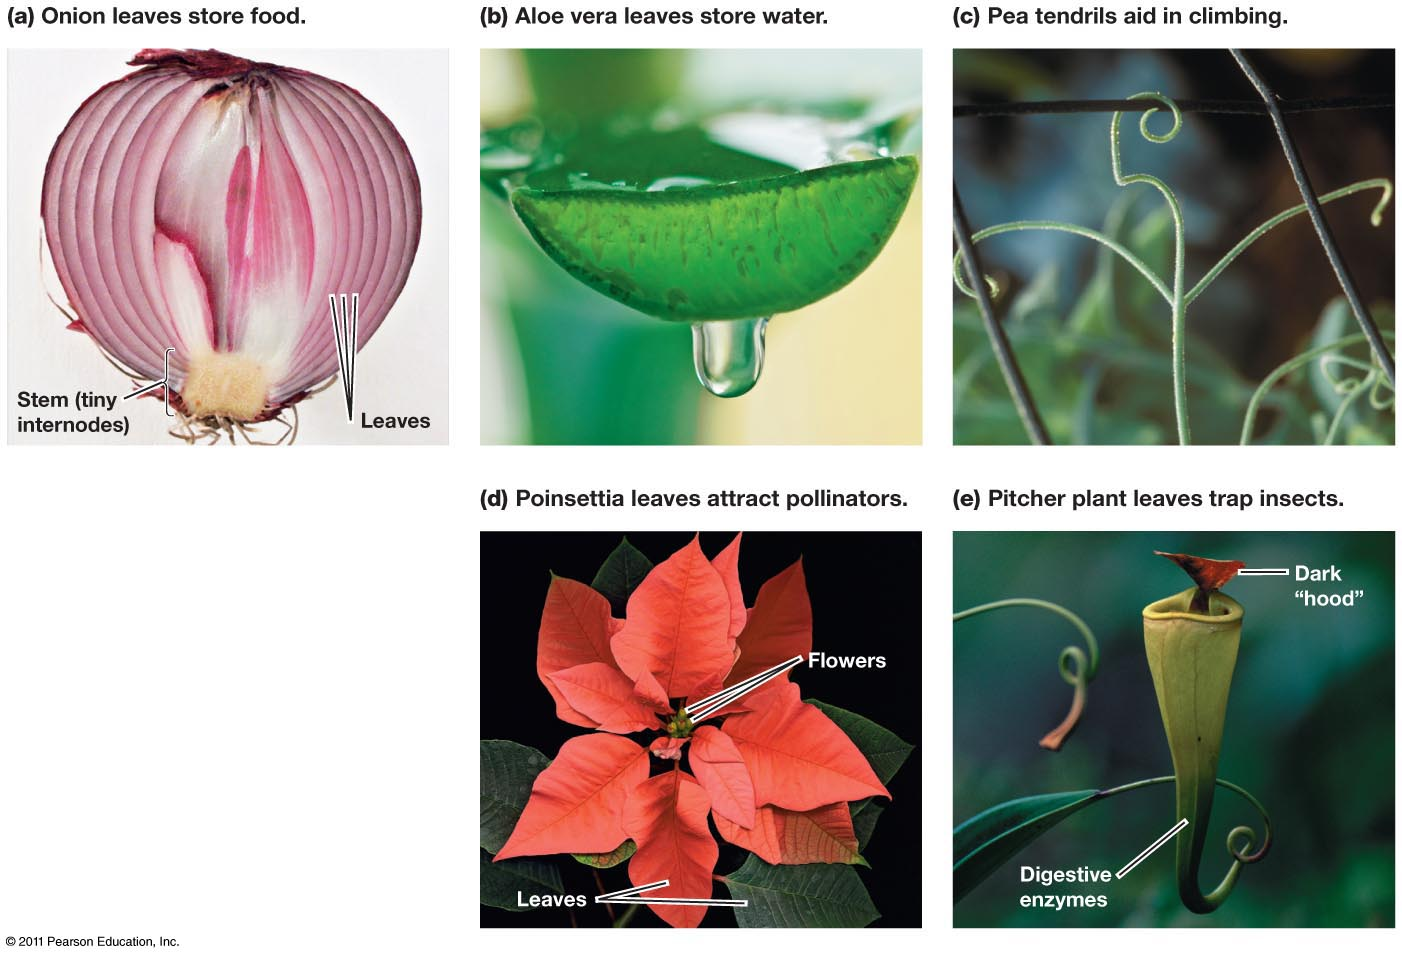 (a) Onion leaves store food.
(b) Aloe vera leaves store water.
(c) Pea tendrils aid in climbing.
Stem (tiny
internodes)
Leaves
(d) Poinsettia leaves attract pollinators.
(e) Pitcher plant leaves trap insects.
Flowers
Leaves
Dark
“hood”
Digestive
enzymes
© 2011 Pearson Education, Inc.